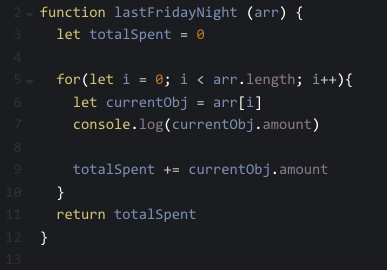 2 function lastFridayNight (arr) {
3 let totalSpent = 0
4
5 for(let i = 0; i < arr.length; i++){
6 let currentObj = arr[i]
7 console.log(currentObj.amount)
8
9 totalSpent += currentObj.amount
10 }
11 return totalSpent
12 }
13